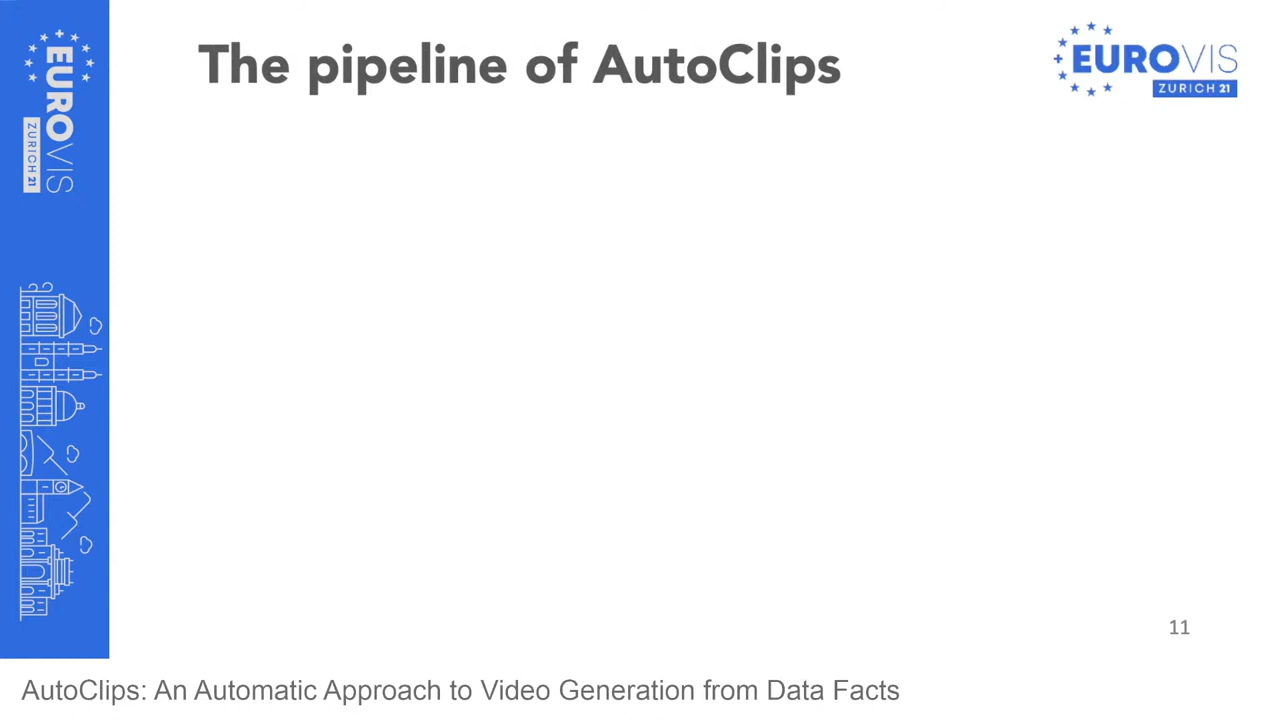 The pipeline of AutoClips
EUROVIS
ZURICH 21
EUROVIS
ZURICH 21
11
AutoClips: An Automatic Approach to Video Generation from Data Facts